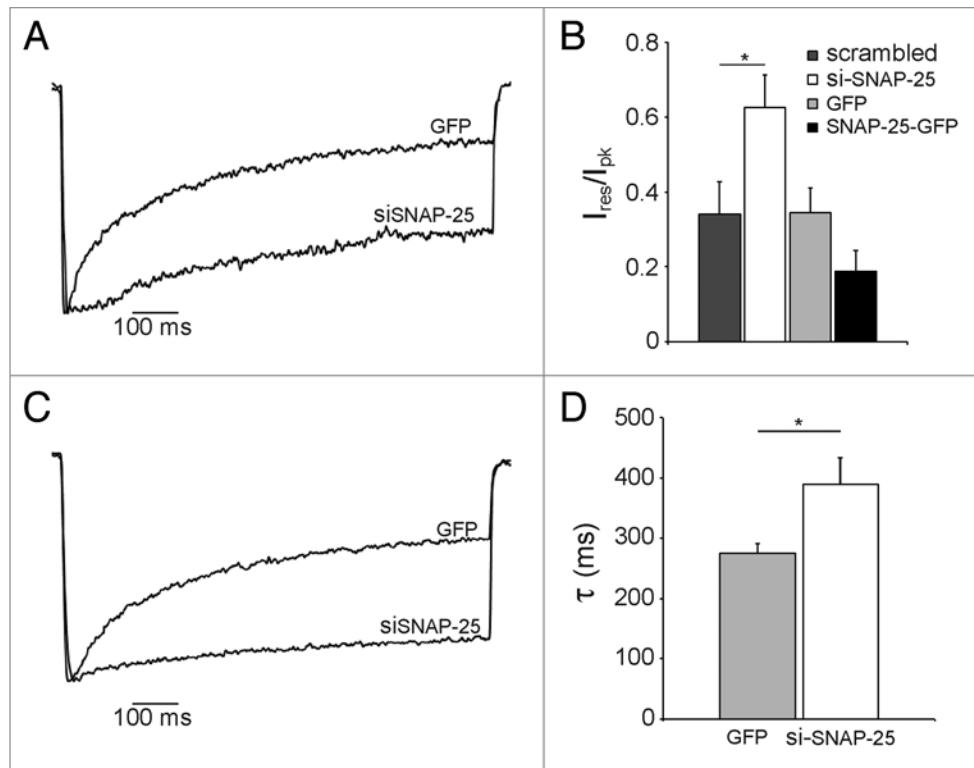 A
GFP
siSNAP-25
100 ms
B
0.8
0.6
0.4
0.2
0
Ires/Ipk
*
scrambled
si-SNAP-25
GFP
SNAP-25-GFP
C
GFP
siSNAP-25
100 ms
D
500
400
300
200
100
0
τ (ms)
*
GFP si-SNAP-25